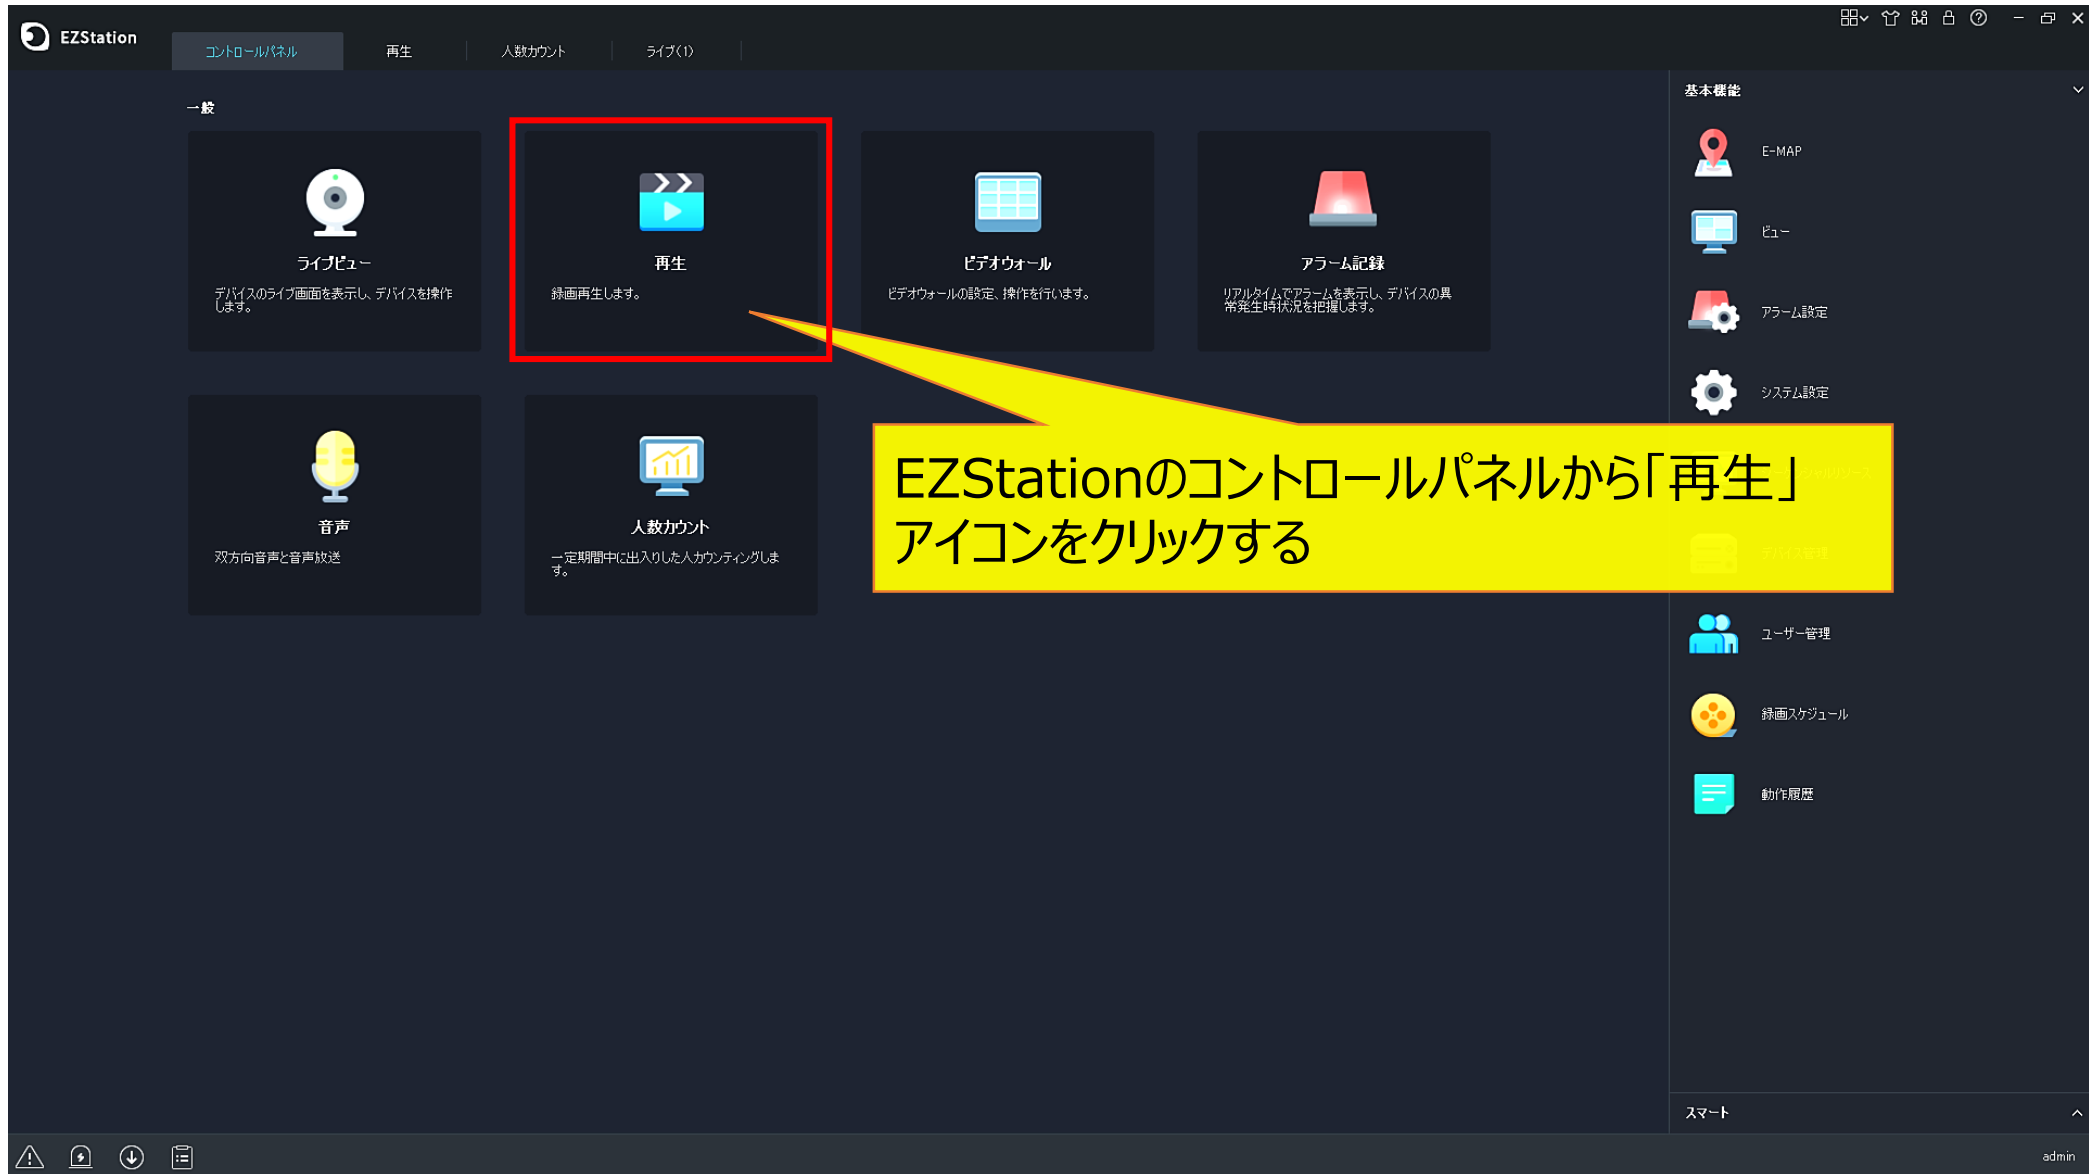 EZStation
コントロールパネル
再生
人数カウント
ライブ(1)
一般
ライブビュー
デバイスのライブ画面を表示し、デバイスを操作
します。
再生
録画再生します。
ビデオウォール
ビデオウォールの設定、操作を行います。
アラーム記録
リアルタイムでアラームを表示し、デバイスの異
常発生時状況を把握します。
音声
双方向音声と音声放送
人数カウント
一定期間中に出入りした人カウンティングしま
す。
EZStationのコントロールパネルから「再生」
アイコンをクリックする
基本機能
E-MAP
ビュー
アラーム設定
システム設定
デバイス管理
ユーザー管理
録画スケジュール
動作履歴
スマート
admin